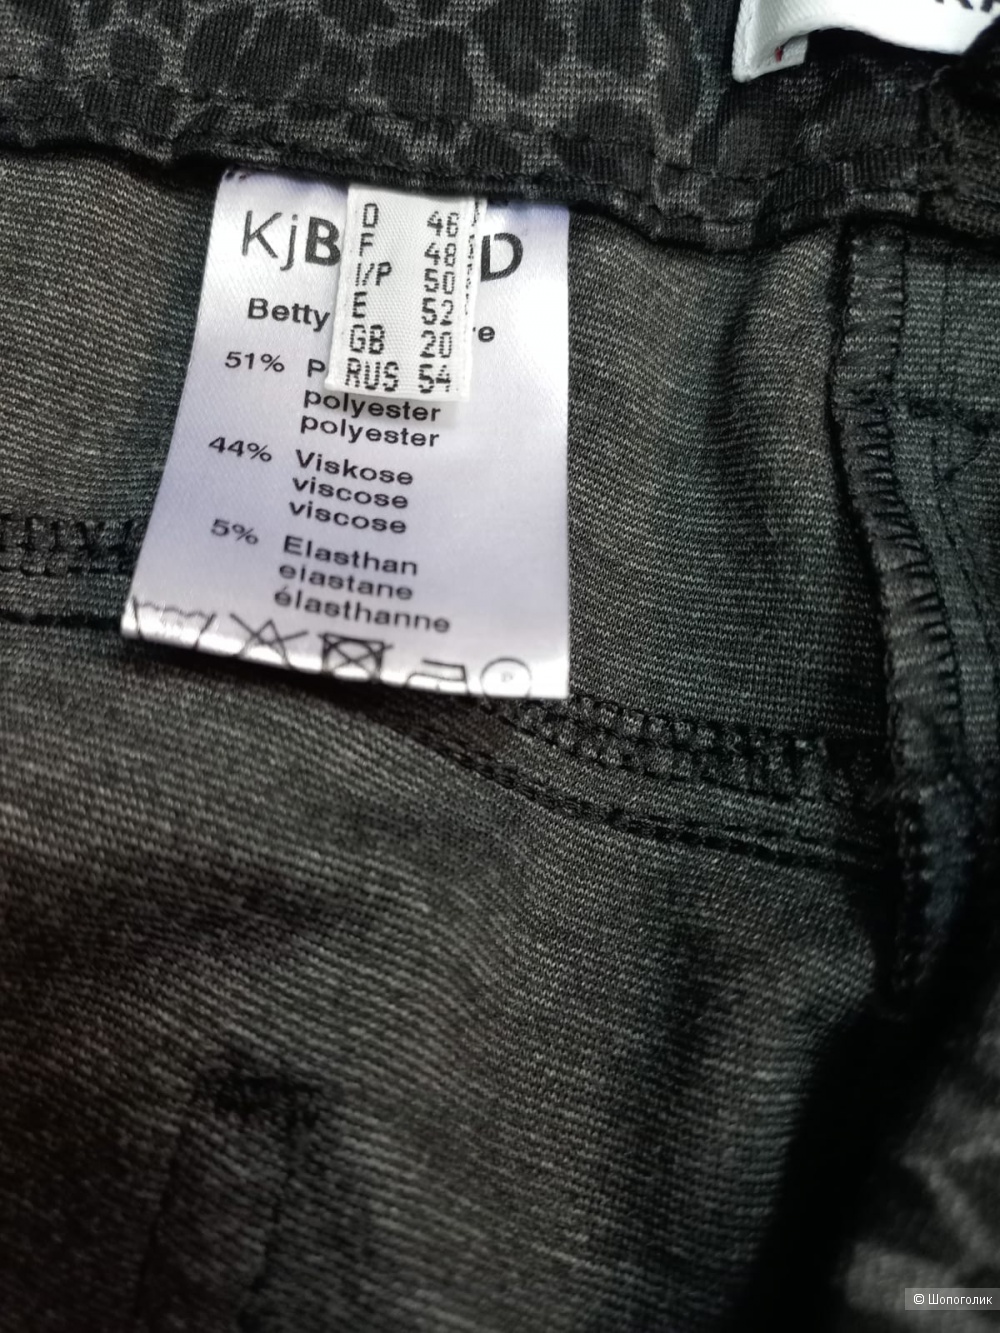 D 46
F 48
I/P 50
E 52
GB 20
RUS 54
KjB D
Betty
51%
polyester
polyester
44% Viskose
viscose
viscose
5% Elasthan
elastane
élasthanne
P
© Шопоголик